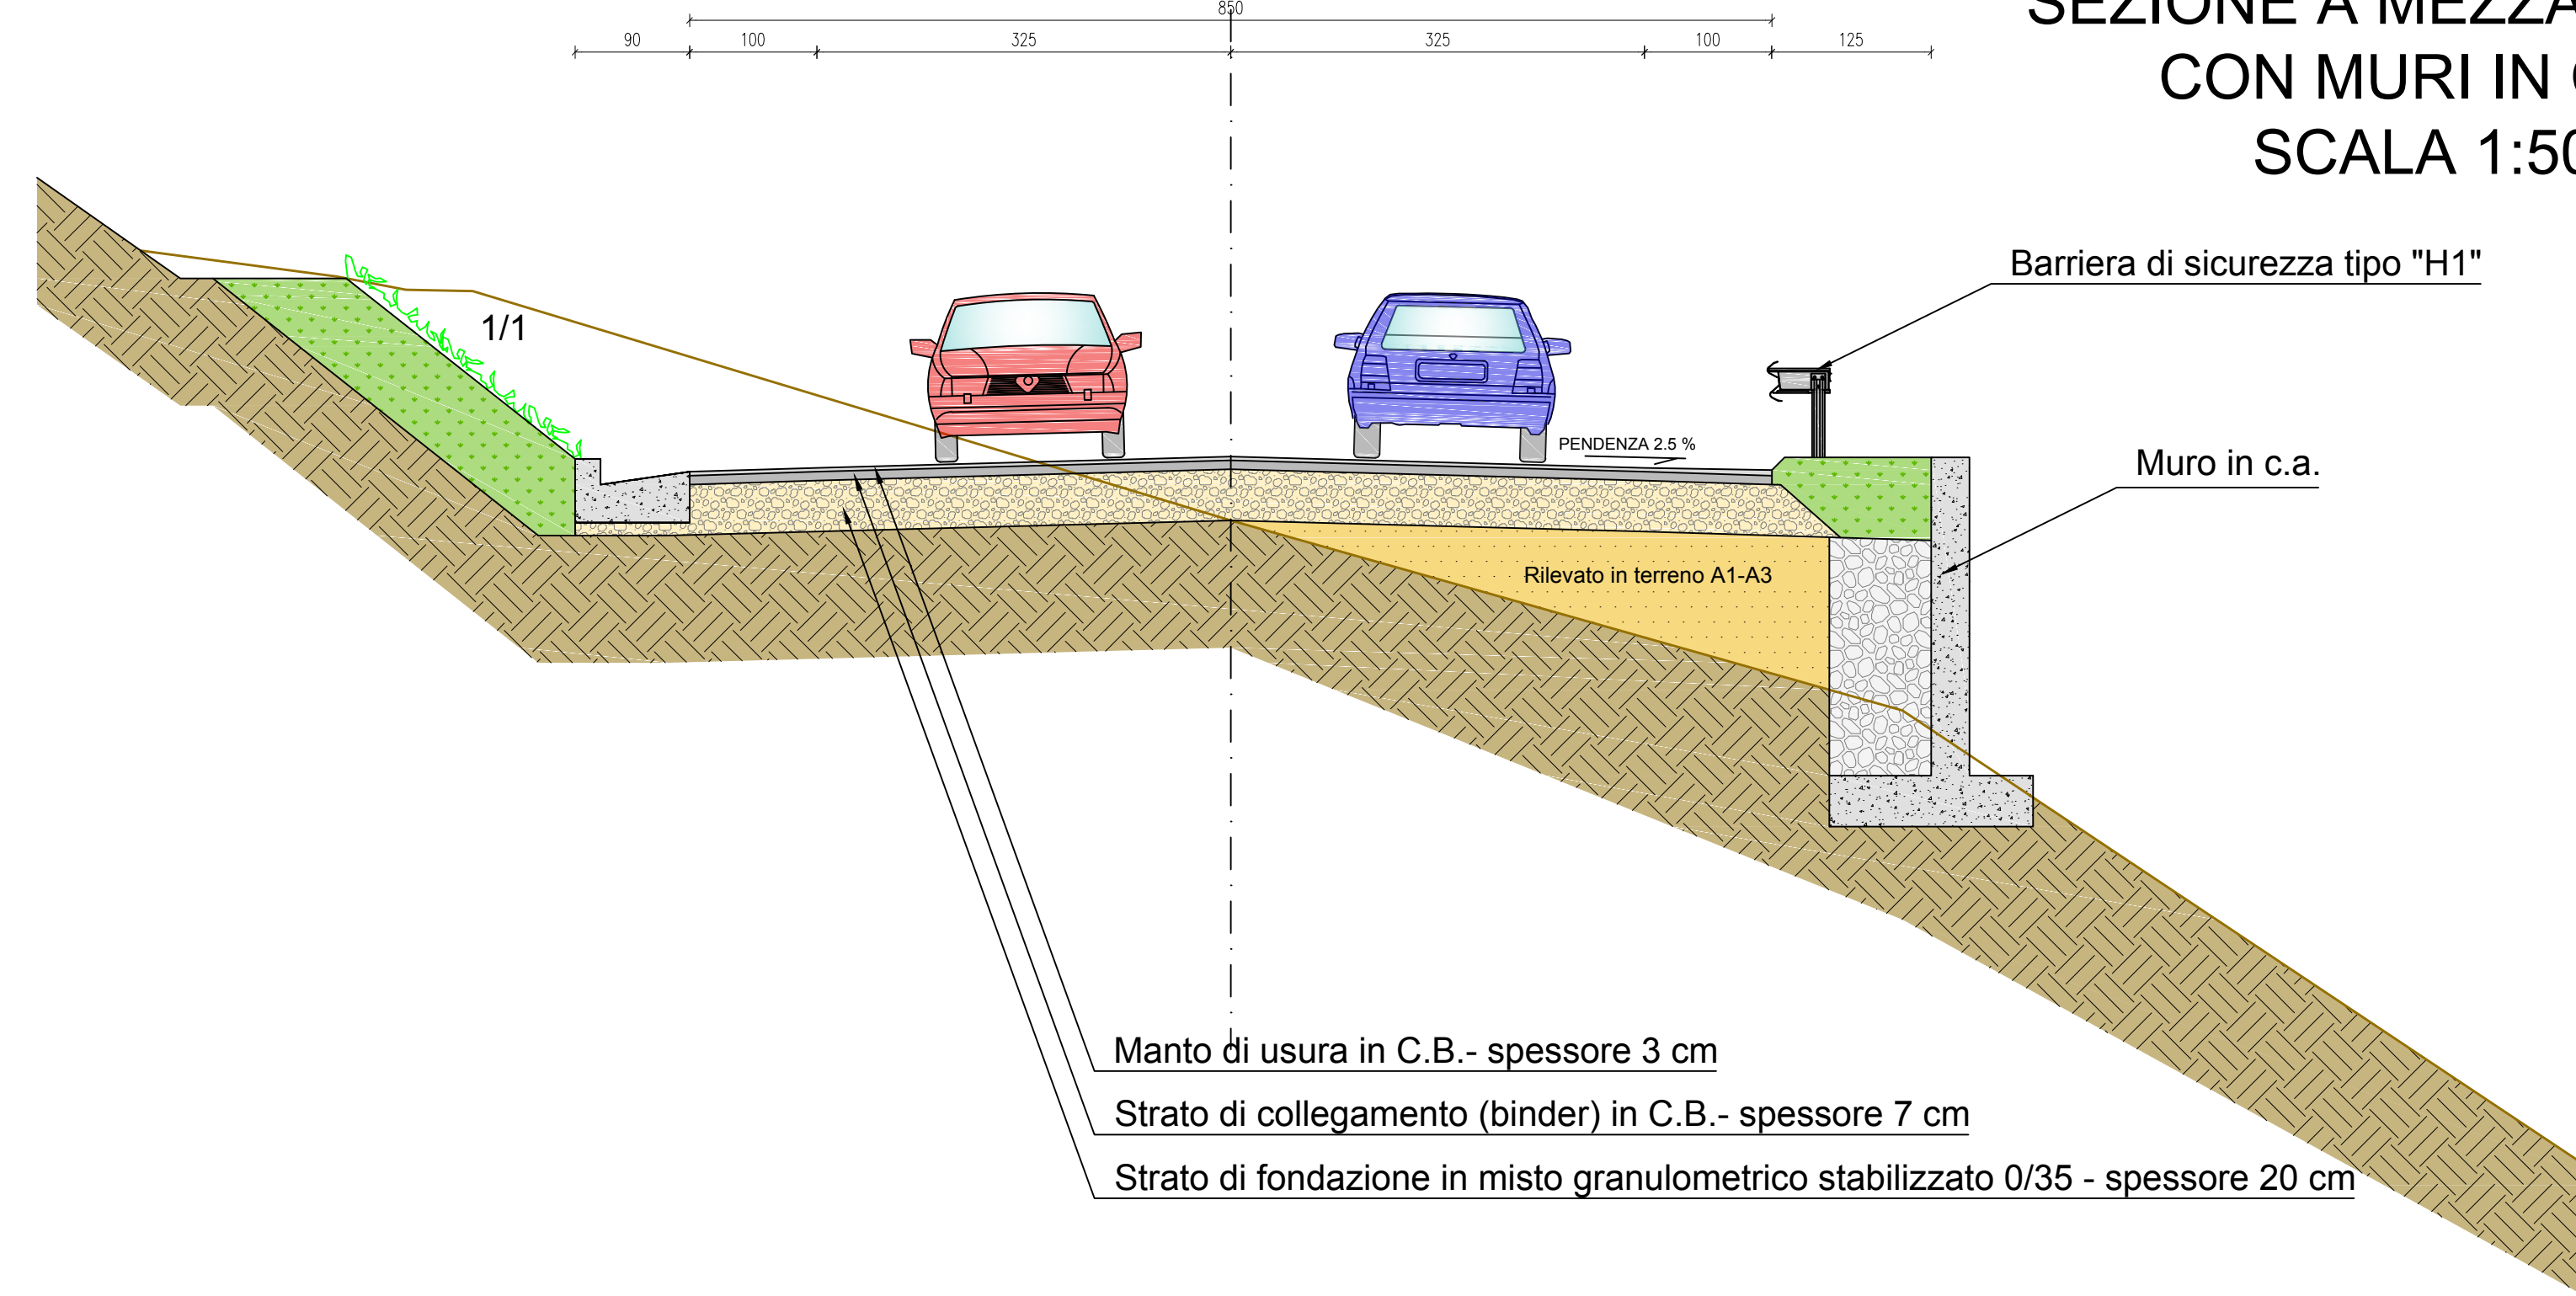 850
90 100 325 325 100 125
SEZIONE A MEZZA
CON MURI IN
SCALA 1:50
Barriera di sicurezza tipo "H1"
1/1
PENDENZA 2.5 %
Muro in c.a.
Rilevato in terreno A1-A3
Manto di usura in C.B.- spessore 3 cm
Strato di collegamento (binder) in C.B.- spessore 7 cm
Strato di fondazione in misto granulometrico stabilizzato 0/35 - spessore 20 cm